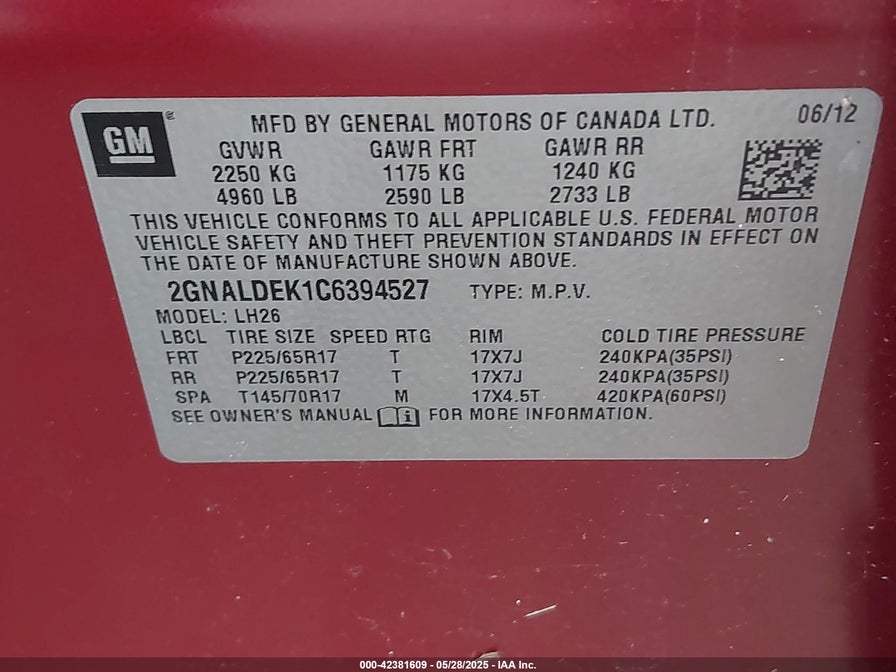 GM ® MFD BY GENERAL MOTORS OF CANADA LTD. 06/12
GVWR GAWR FRT GAWR RR
2250 KG 1175 KG 1240 KG
4960 LB 2590 LB 2733 LB
THIS VEHICLE CONFORMS TO ALL APPLICABLE U.S. FEDERAL MOTOR
VEHICLE SAFETY AND THEFT PREVENTION STANDARDS IN EFFECT ON
THE DATE OF MANUFACTURE SHOWN ABOVE.
2GNALDEK1C6394527 TYPE: M.P.V.
MODEL: LH26
LBCL TIRE SIZE SPEED RTG RIM COLD TIRE PRESSURE
FRT P225/65R17 T 17X7J 240KPA(35PSI)
RR P225/65R17 T 17X7J 240KPA(35PSI)
SPA T145/70R17 M 17X4.5T 420KPA(60PSI)
SEE OWNER'S MANUAL FOR MORE INFORMATION.
000-42381609 - 05/28/2025 - IAA Inc.